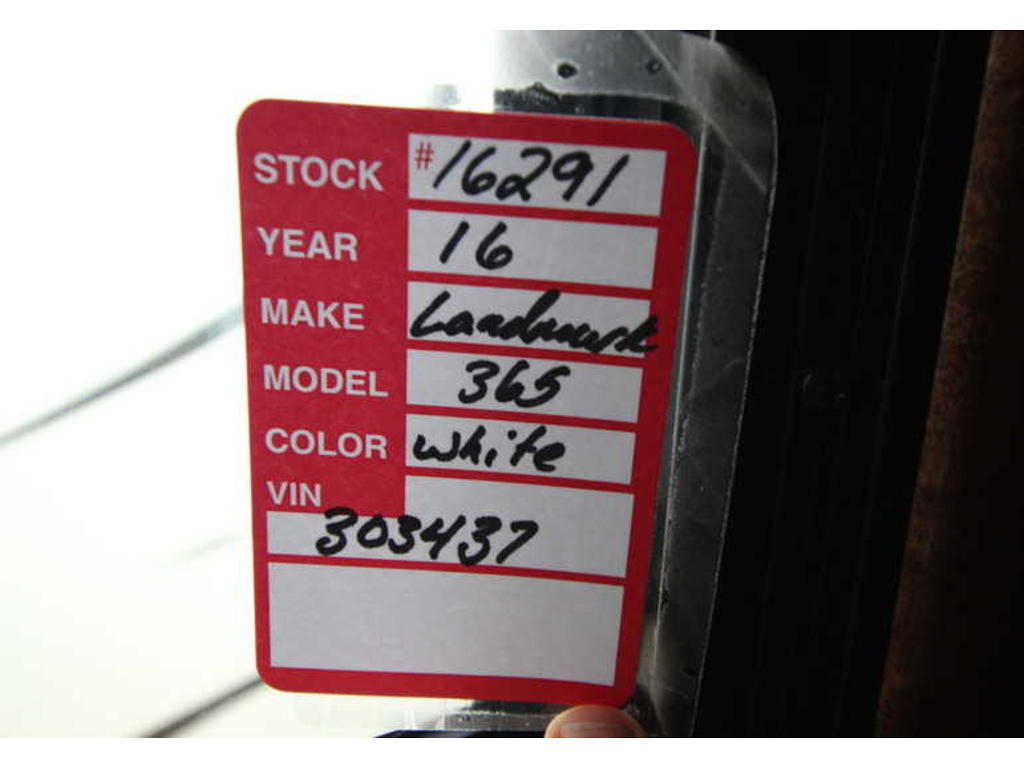 STOCK #16291
YEAR 16
MAKE Landmark
MODEL 365
COLOR white
VIN
303437